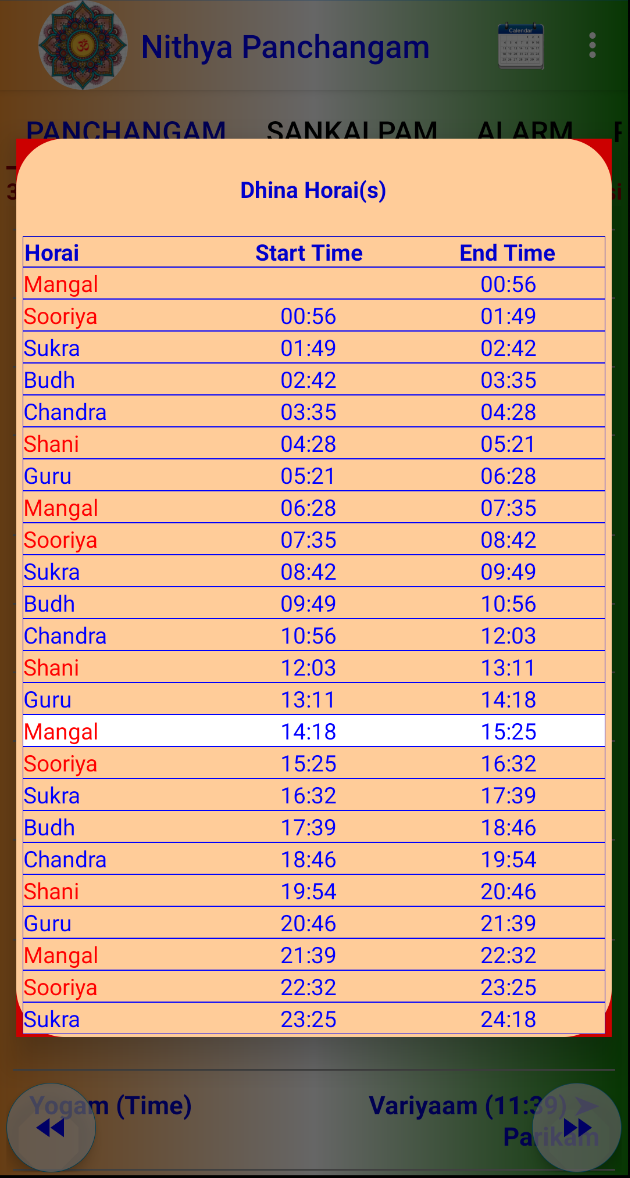 Calendar
Nithya Panchangam
PANCHANGAM SANKALPAM ALARM
Dhina Horai(s)
Horai Start Time End Time
Mangal 00:56
Sooriya 00:56 01:49
Sukra 01:49 02:42
Budh 02:42 03:35
Chandra 03:35 04:28
Shani 04:28 05:21
Guru 05:21 06:28
Mangal 06:28 07:35
Sooriya 07:35 08:42
Sukra 08:42 09:49
Budh 09:49 10:56
Chandra 10:56 12:03
Shani 12:03 13:11
Guru 13:11 14:18
Mangal 14:18 15:25
Sooriya 15:25 16:32
Sukra 16:32 17:39
Budh 17:39 18:46
Chandra 18:46 19:54
Shani 19:54 20:46
Guru 20:46 21:39
Mangal 21:39 22:32
Sooriya 22:32 23:25
Sukra 23:25 24:18
Yogam (Time) Variyaam (11:39) ➤
Parikam